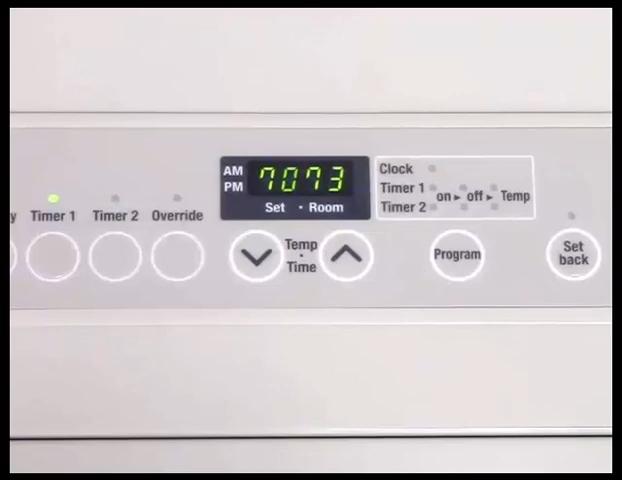 AM
PM
7073
Set · Room
Clock
Timer 1
Timer 2
on ▸ off ▸ Temp
y
Timer 1
Timer 2
Override
Temp
·
Time
Program
Set
back